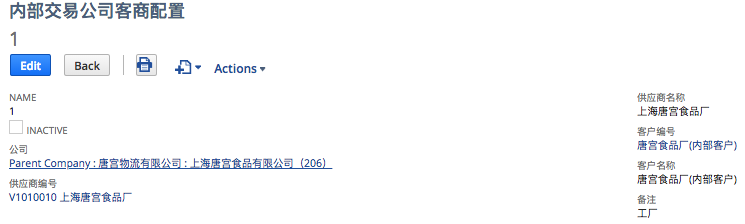 内部交易公司客商配置
1
Edit
Back
Actions
NAME
1
INACTIVE
公司
Parent Company : 唐宫物流有限公司 : 上海唐宫食品有限公司（206）
供应商编号
V1010010 上海唐宫食品厂
供应商名称
上海唐宫食品厂
客户编号
唐宫食品厂(内部客户)
客户名称
唐宫食品厂(内部客户)
备注
工厂